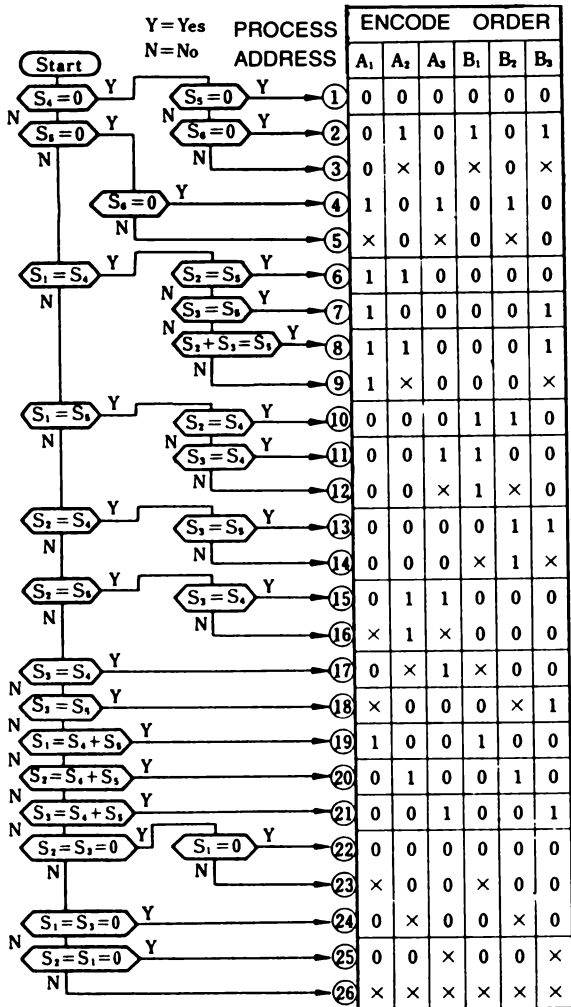 Y=Yes
N=No
PROCESS ADDRESS
ENCODE ORDER
A₁ A₂ A₃ B₁ B₂ B₃
Start
S₄=0 Y N S₅=0 Y ① 0 0 0 0 0 0
S₅=0 Y N S₆=0 Y ② 0 1 0 1 0 1
N ③ 0 × 0 × 0 ×
S₆=0 Y ④ 1 0 1 0 1 0
N ⑤ × 0 × 0 × 0
S₁=S₄ Y N S₂=S₅ Y ⑥ 1 1 0 0 0 0
N S₃=S₅ Y ⑦ 1 0 0 0 0 1
N S₂+S₃=S₅ Y ⑧ 1 1 0 0 0 1
N ⑨ 1 × 0 0 0 ×
S₁=S₅ Y N S₂=S₄ Y ⑩ 0 0 0 1 1 0
N S₃=S₄ Y ⑪ 0 0 1 1 0 0
N ⑫ 0 0 × 1 × 0
S₂=S₄ Y N S₃=S₅ Y ⑬ 0 0 0 0 1 1
N ⑭ 0 0 0 × 1 ×
S₂=S₅ Y N S₃=S₄ Y ⑮ 0 1 1 0 0 0
N ⑯ × 1 × 0 0 0
S₃=S₄ Y N ⑰ 0 × 1 × 0 0
S₃=S₅ Y N ⑱ × 0 0 0 × 1
S₁=S₄+S₅ Y N ⑲ 1 0 0 1 0 0
S₂=S₄+S₅ Y N ⑳ 0 1 0 0 1 0
S₃=S₄+S₅ Y N ㉑ 0 0 1 0 0 1
S₂=S₃=0 Y N S₁=0 Y ㉒ 0 0 0 0 0 0
N ㉓ × 0 0 × 0 0
S₁=S₃=0 Y N ㉔ 0 × 0 0 × 0
S₂=S₁=0 Y N ㉕ 0 0 × 0 0 ×
㉖ × × × × × ×